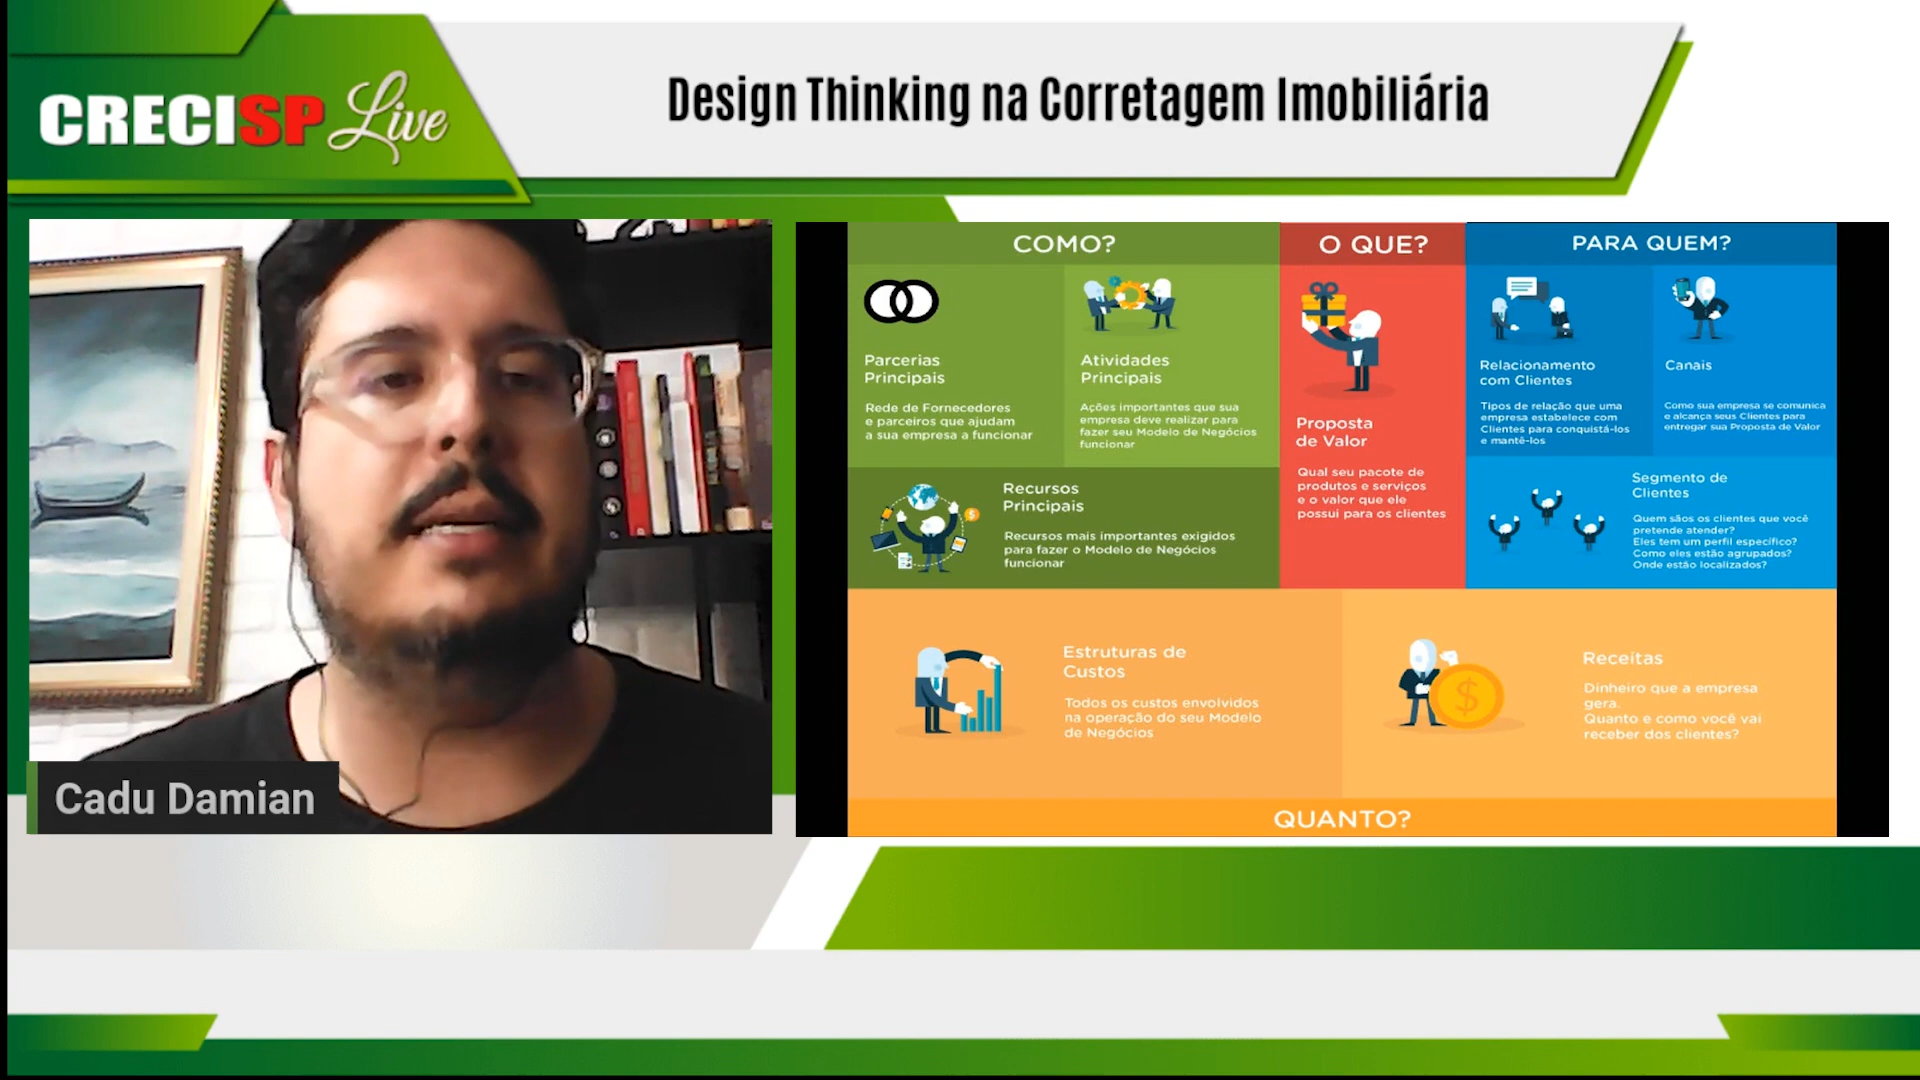 CRECISP Live
Design Thinking na Corretagem Imobiliária
Cadu Damian
COMO?
Parcerias
Principais
Rede de Fornecedores
e parceiros que ajudam
a sua empresa a funcionar
Atividades
Principais
Ações importantes que sua
empresa deve realizar para
fazer seu Modelo de Negócios
funcionar
Recursos
Principais
Recursos mais importantes exigidos
para fazer o Modelo de Negócios
funcionar
O QUE?
Proposta
de Valor
Qual seu pacote de
produtos e serviços
e o valor que ele
possui para os clientes
PARA QUEM?
Relacionamento
com Clientes
Tipos de relação que uma
empresa estabelece com
Clientes para conquistá-los
e mantê-los
Canais
Como sua empresa se comunica
e alcança seus Clientes para
entregar sua Proposta de Valor
Segmento de
Clientes
Quem sãos os clientes que você
pretende atender?
Eles tem um perfil específico?
Como eles estão agrupados?
Onde estão localizados?
Estruturas de
Custos
Todos os custos envolvidos
na operação do seu Modelo
de Negócios
$
Receitas
Dinheiro que a empresa
gera.
Quanto e como você vai
receber dos clientes?
QUANTO?